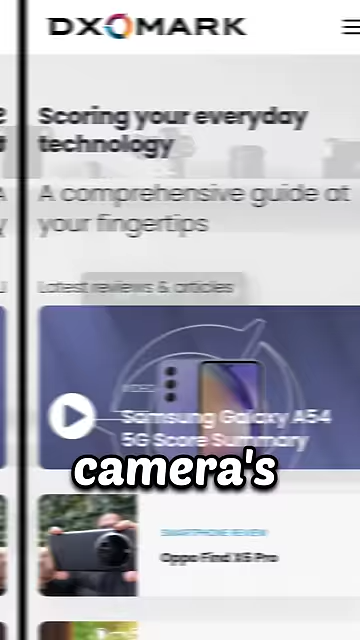 DXOMARK
Scoring your everyday
technology
A comprehensive guide at
your fingertips
Latest reviews & articles
VIDEO
Samsung Galaxy A54
5G Score Summary
camera's
SMARTPHONE REVIEW
Oppo Find X6 Pro